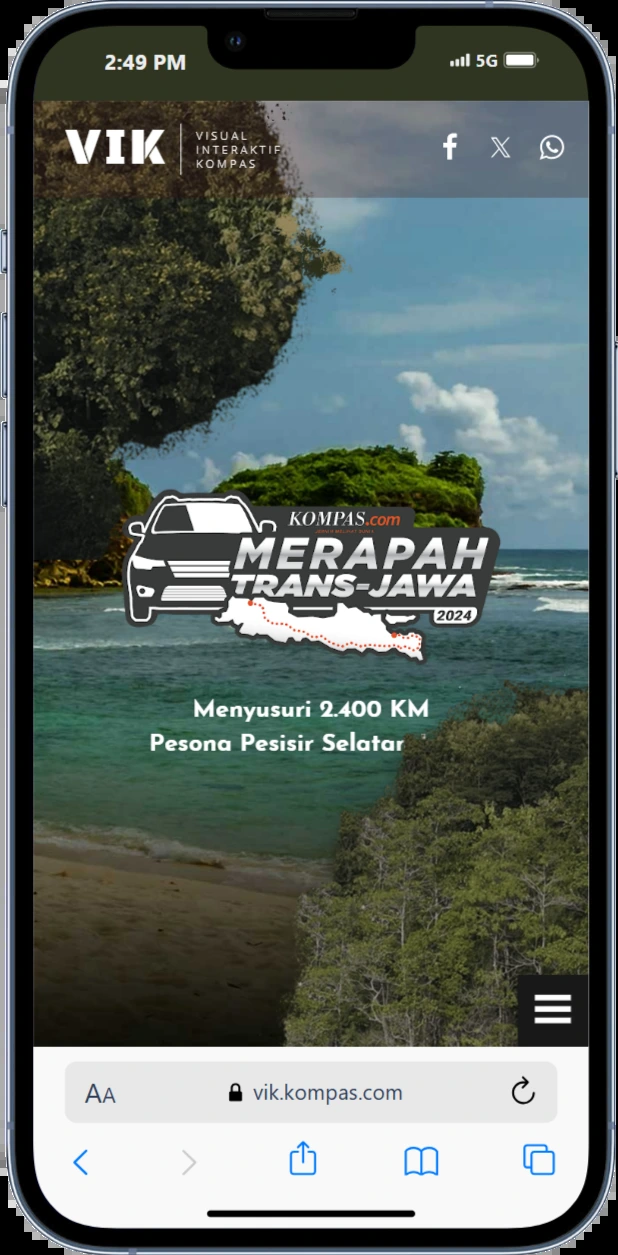 2:49 PM
5G
VIK
VISUAL
INTERAKTIF
KOMPAS
KOMPAS.com
MERAPAH
TRANS-JAWA
2024
Menyusuri 2.400 KM
Pesona Pesisir
AA
vik.kompas.com